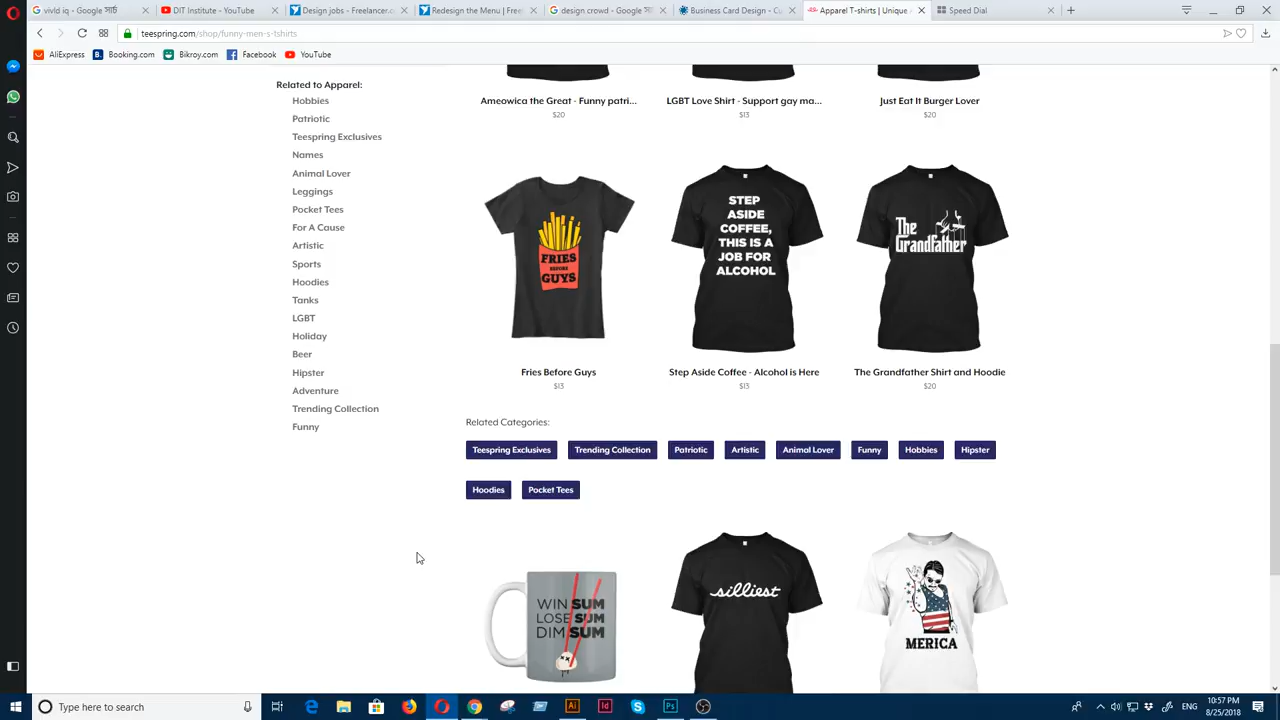 vivid iq - Google সার্চ
DIT Institute - YouTube
Design jobs - Freelancer.c
Redesign the Menu | Free
design crowd - Google সার্চ
Business Card Design - Cu
Apparel T-shirts | Unique
Speed Dial
teespring.com/shop/funny-men-s-tshirts
AliExpress
Booking.com
Bikroy.com
Facebook
YouTube
Related to Apparel:
Hobbies
Patriotic
Teespring Exclusives
Names
Animal Lover
Leggings
Pocket Tees
For A Cause
Artistic
Sports
Hoodies
Tanks
LGBT
Holiday
Beer
Hipster
Adventure
Trending Collection
Funny
Ameowica the Great - Funny patri...
$20
LGBT Love Shirt - Support gay ma...
$13
Just Eat It Burger Lover
$20
FRIES
BEFORE
GUYS
STEP
ASIDE
COFFEE,
THIS IS A
JOB FOR
ALCOHOL
The
Grandfather
Fries Before Guys
$13
Step Aside Coffee - Alcohol is Here
$13
The Grandfather Shirt and Hoodie
$20
Related Categories:
Teespring Exclusives
Trending Collection
Patriotic
Artistic
Animal Lover
Funny
Hobbies
Hipster
Hoodies
Pocket Tees
WIN SUM
LOSE SUM
DIM SUM
silliest
MERICA
Type here to search
ENG
10:57 PM
8/25/2018